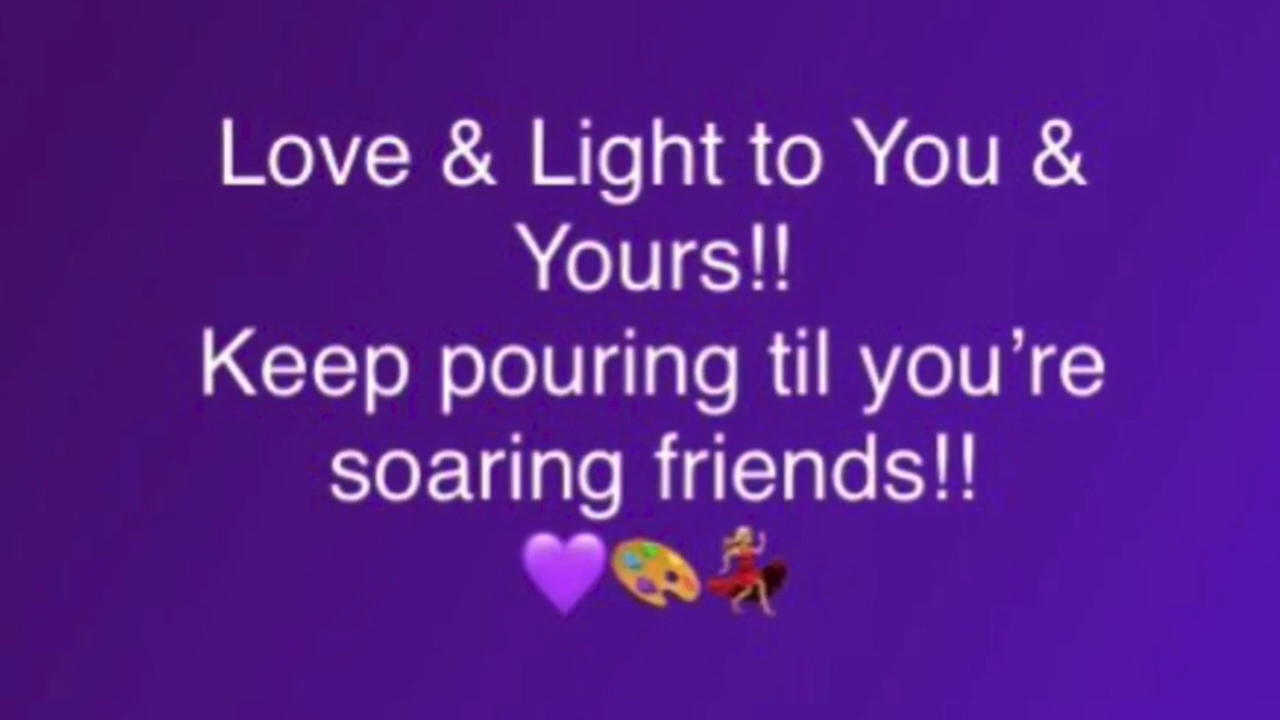 Love & Light to You &
Yours!!
Keep pouring til you’re
soaring friends!!
💜🎨💃🏼